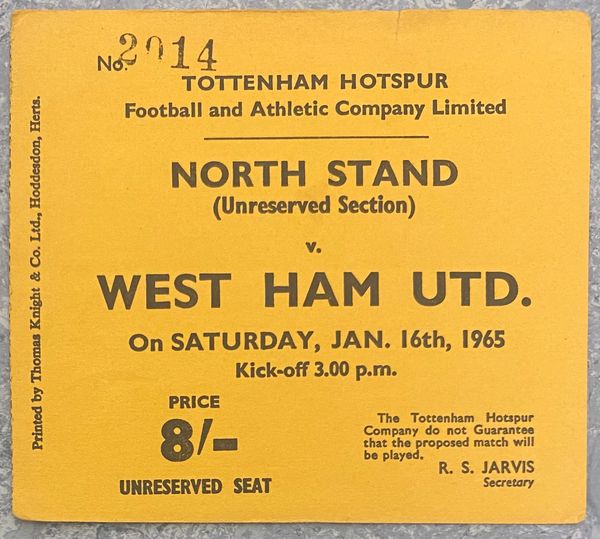 No. 2014
TOTTENHAM HOTSPUR
Football and Athletic Company Limited
NORTH STAND
(Unreserved Section)
v.
WEST HAM UTD.
On SATURDAY, JAN. 16th, 1965
Kick-off 3.00 p.m.
PRICE
8/-
UNRESERVED SEAT
The Tottenham Hotspur
Company do not Guarantee
that the proposed match will
be played.
R. S. JARVIS
Secretary
Printed by Thomas Knight & Co. Ltd., Hoddesdon, Herts.